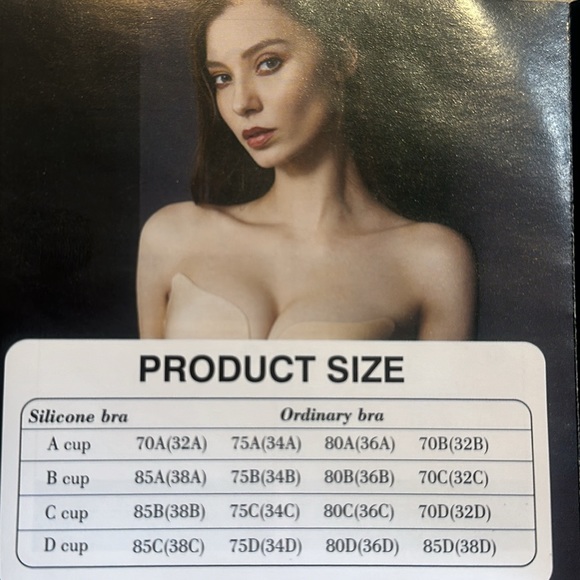 PRODUCT SIZE
Silicone bra Ordinary bra
A cup 70A(32A) 75A(34A) 80A(36A) 70B(32B)
B cup 85A(38A) 75B(34B) 80B(36B) 70C(32C)
C cup 85B(38B) 75C(34C) 80C(36C) 70D(32D)
D cup 85C(38C) 75D(34D) 80D(36D) 85D(38D)